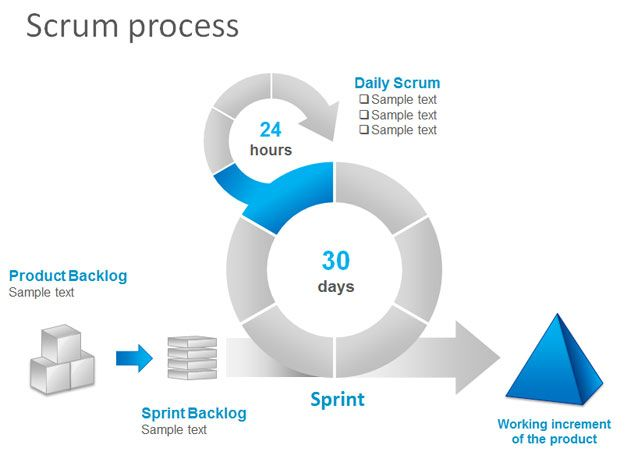 Scrum process
Daily Scrum
❑Sample text
❑Sample text
❑Sample text
24
hours
30
days
Product Backlog
Sample text
Sprint Backlog
Sample text
Sprint
Working increment
of the product